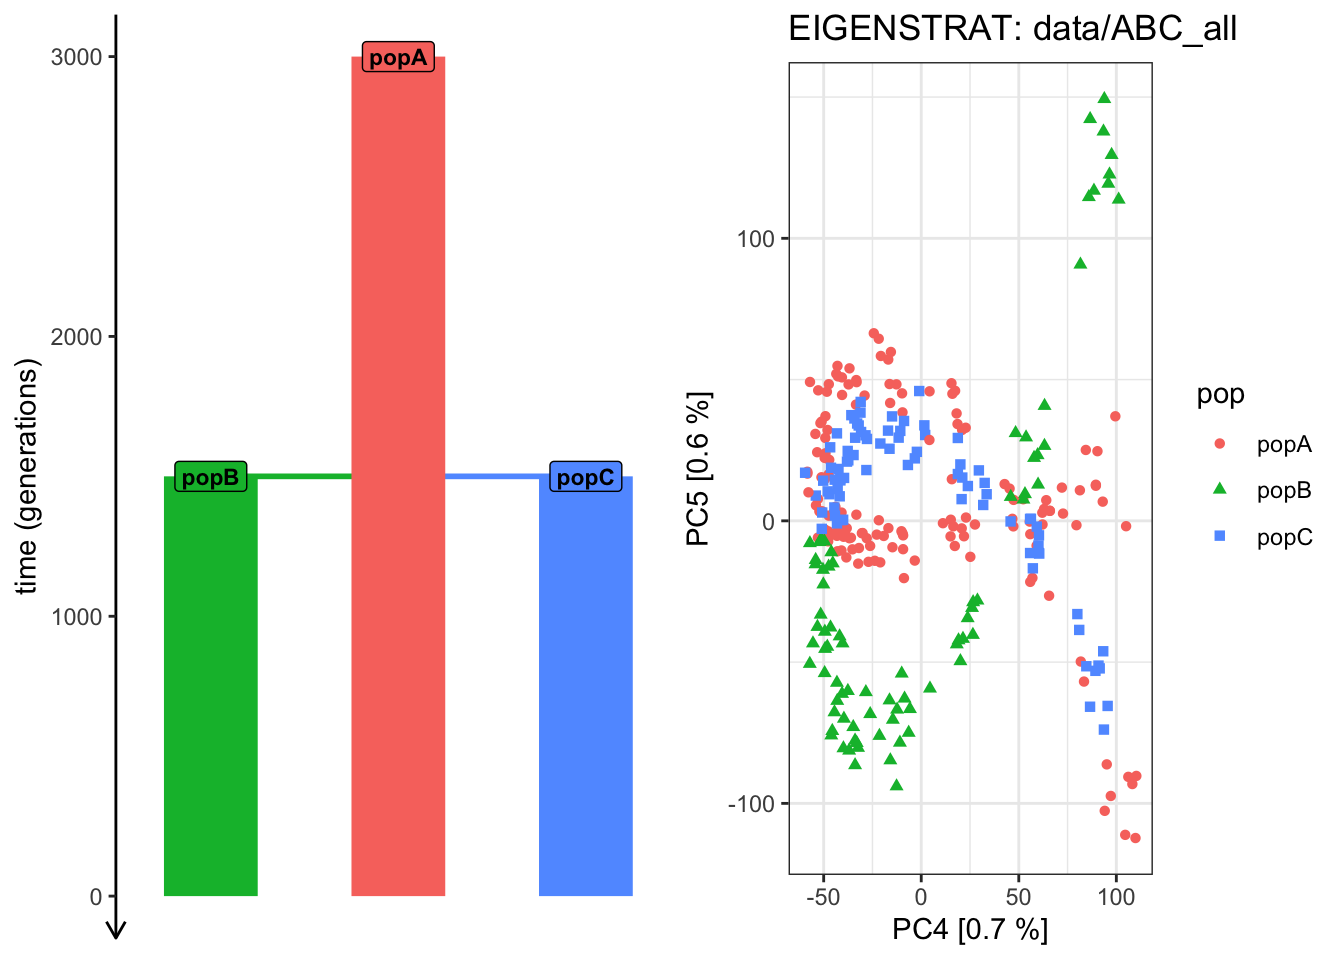 time (generations)
3000
2000
1000
0
popA
popB
popC
EIGENSTRAT: data/ABC_all
PC5 [0.6 %]
100
0
-100
-50
0
50
100
PC4 [0.7 %]
pop
popA
popB
popC